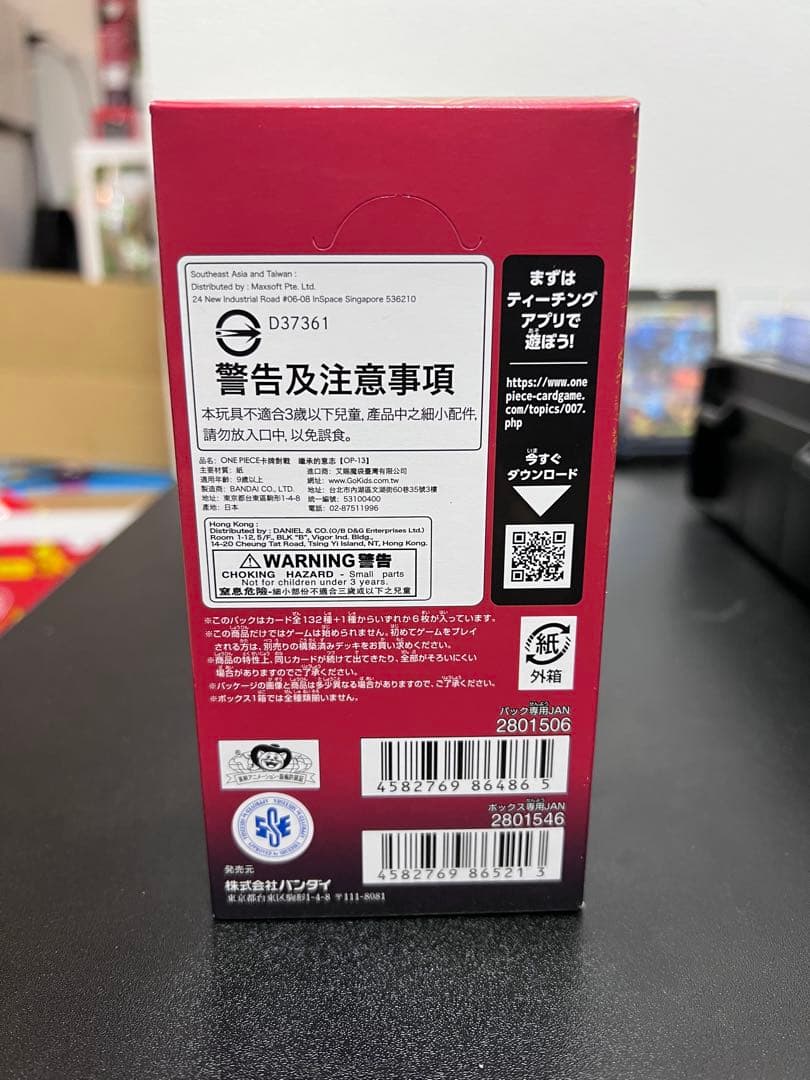 Southeast Asia and Taiwan :
Distributed by : Maxsoft Pte. Ltd.
24 New Industrial Road #06-08 InSpace Singapore 536210
D37361
警告及注意事項
本玩具不適合3歲以下兒童, 產品中之細小配件,
請勿放入口中, 以免誤食。
品名: ONE PIECE卡牌對戰 繼承的意志【OP-13】
主要材質: 紙
適用年齡: 9歲以上
製造商: BANDAI CO., LTD.
地址: 東京都台東區駒形1-4-8
產地: 日本
進口商: 艾賜魔袋臺灣有限公司
網址: www.GoKids.com.tw
地址: 台北市內湖區文湖街60巷35號3樓
統一編號: 53100400
電話: 02-87511996
Hong Kong :
Distributed by : DANIEL & CO.(O/B D&G Enterprises Ltd.)
Room 1-12, 5/F., BLK "B", Vigor Ind. Bldg.,
14-20 Cheung Tat Road, Tsing Yi Island, NT, Hong Kong.
WARNING 警告
CHOKING HAZARD - Small parts
Not for children under 3 years.
窒息危險-細小部份不適合三歲或以下之兒童
まずは
ティーチング
アプリで
遊ぼう!
https://www.one
piece-cardgame.
com/topics/007.
php
今すぐ
ダウンロード
※このパックはカード全132種+1種からいずれか6枚が入っています。
※この商品だけではゲームは始められません。初めてゲームをプレイ
される方は、別売りの構築済みデッキをお買い求めください。
※商品の特性上、同じカードが続けて出てきたり、全部がそろいにくい
場合がありますのでご了承ください。
※パッケージの画像と商品は多少異なる場合がありますので、ご了承ください。
※ボックス1箱では全種類揃いません。
紙
外箱
パック専用JAN
2801506
4582769 86486 5
ボックス専用JAN
2801546
4582769 86521 3
発売元
株式会社バンダイ
東京都台東区駒形1-4-8 〒111-8081